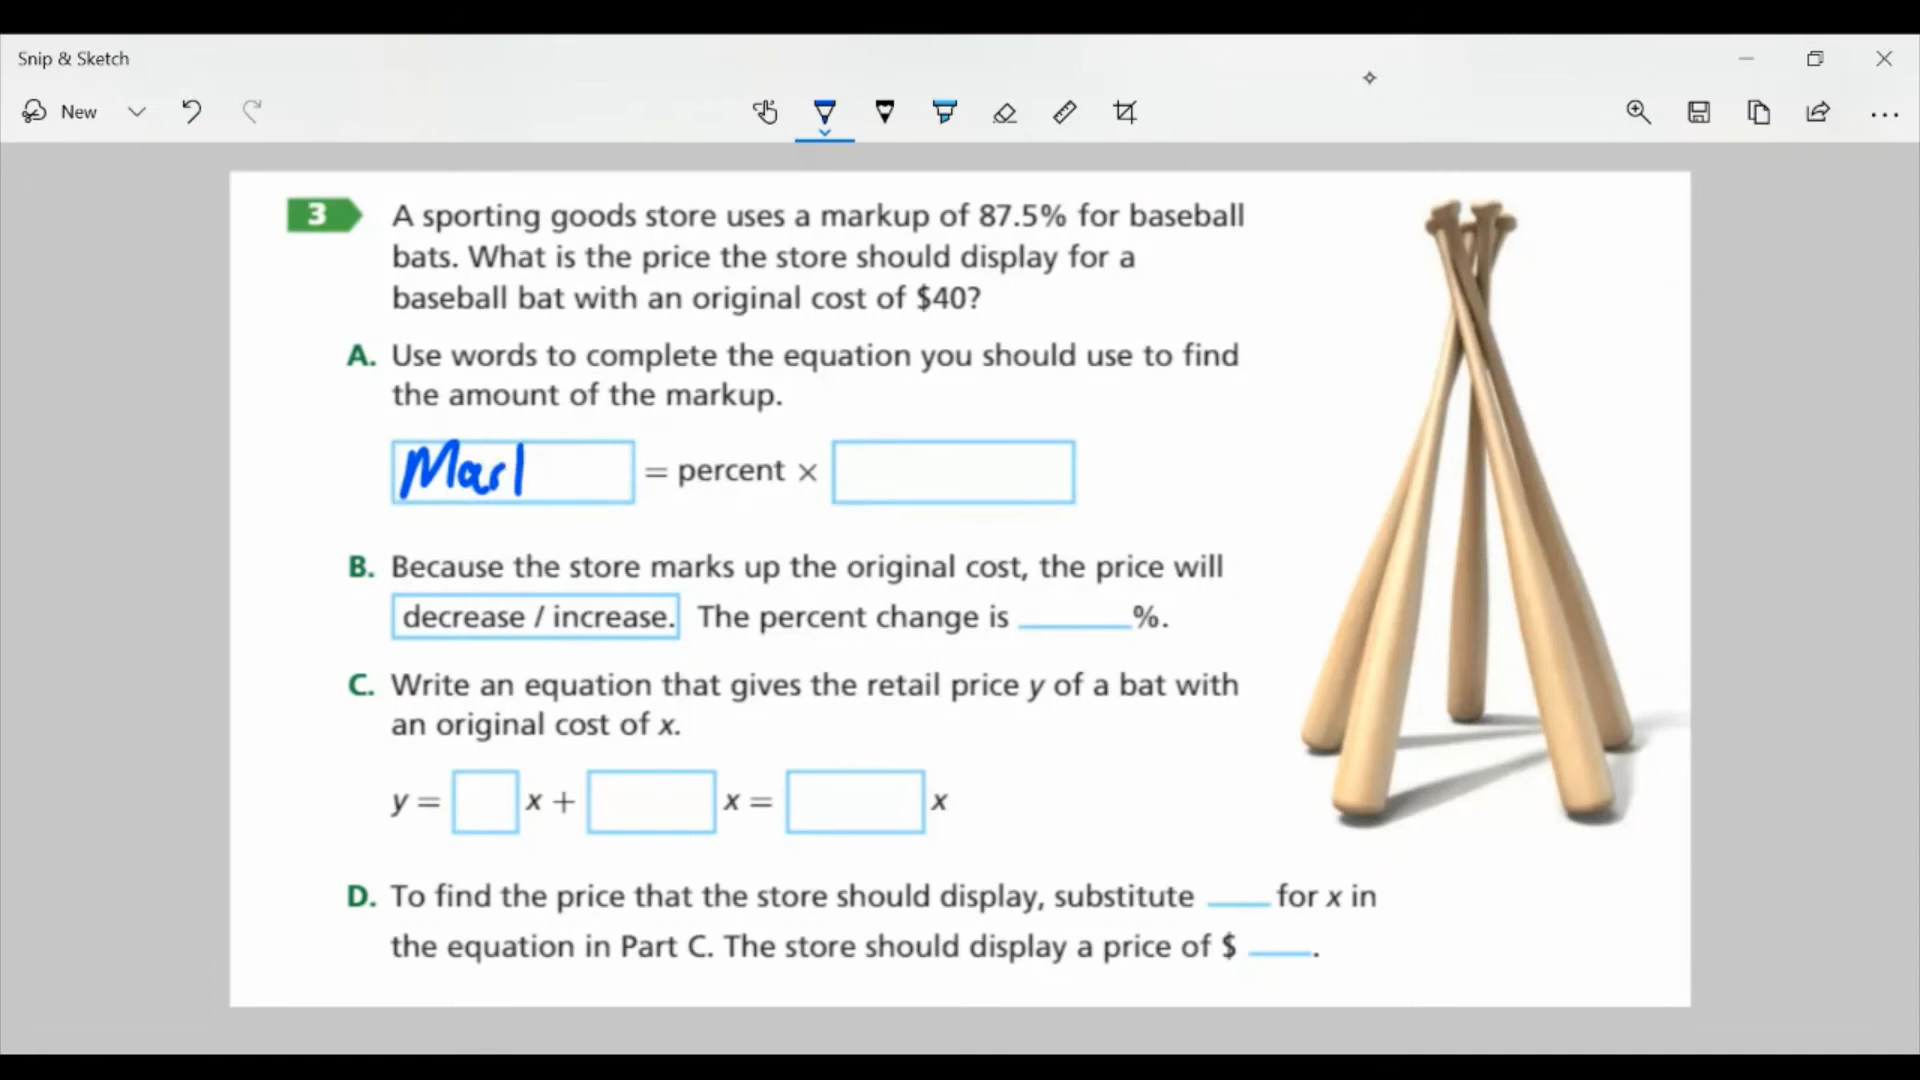 Snip & Sketch
New
3 A sporting goods store uses a markup of 87.5% for baseball
bats. What is the price the store should display for a
baseball bat with an original cost of $40?
A. Use words to complete the equation you should use to find
the amount of the markup.
Marl = percent ×
B. Because the store marks up the original cost, the price will
decrease / increase. The percent change is ____%.
C. Write an equation that gives the retail price y of a bat with
an original cost of x.
y = x + x = x
D. To find the price that the store should display, substitute ____ for x in
the equation in Part C. The store should display a price of $ ____.